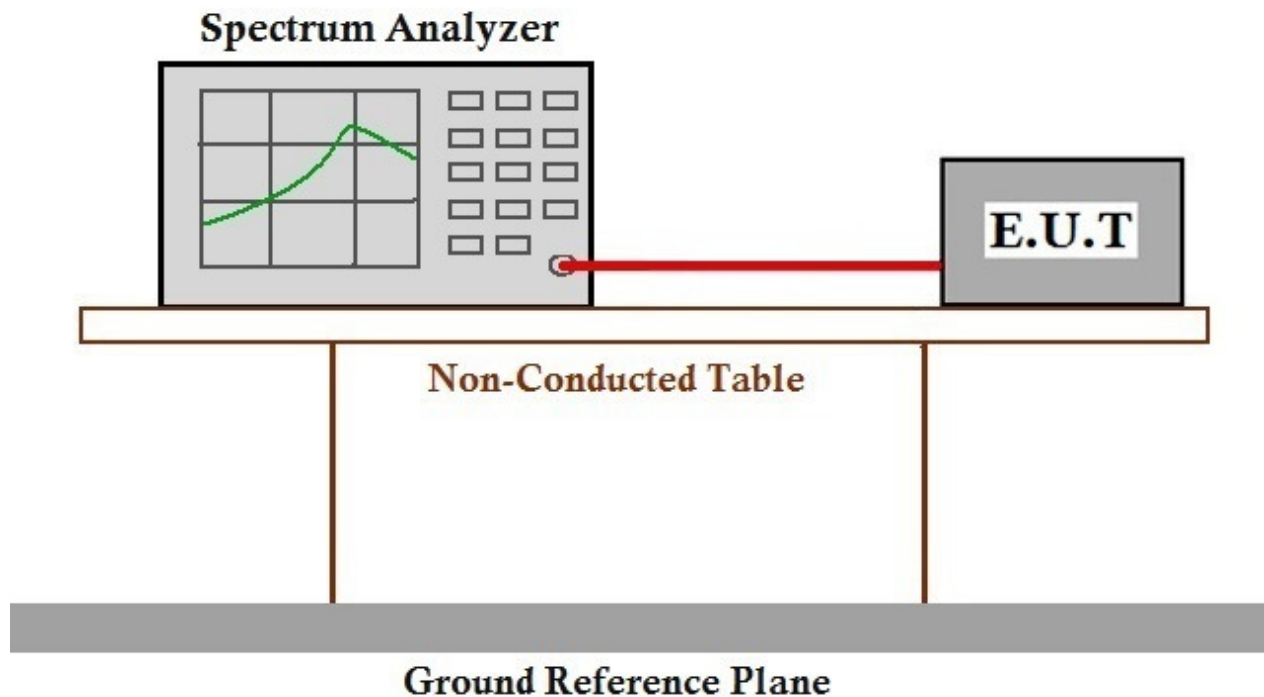 Spectrum Analyzer
E.U.T
Non-Conducted Table
Ground Reference Plane